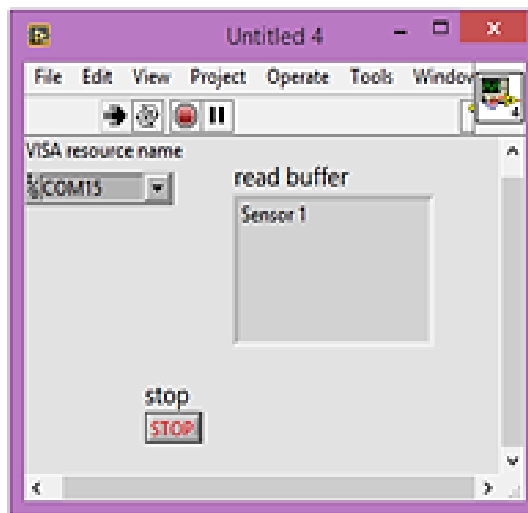 Untitled 4
File Edit View Project Operate Tools Window
4
VISA resource name
COM15
read buffer
Sensor 1
stop
STOP